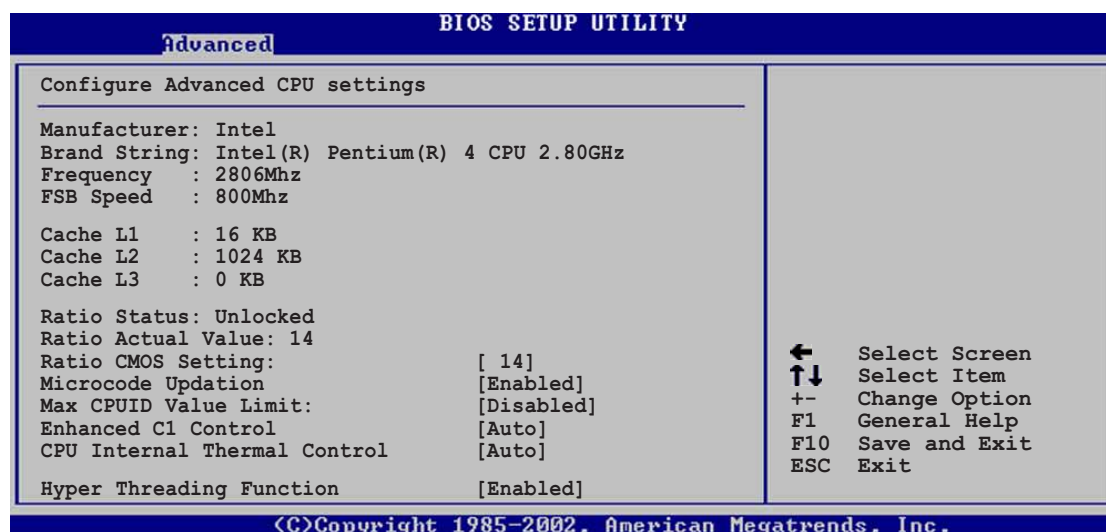 BIOS SETUP UTILITY
Advanced
Configure Advanced CPU settings
Manufacturer: Intel
Brand String: Intel(R) Pentium(R) 4 CPU 2.80GHz
Frequency : 2806Mhz
FSB Speed : 800Mhz
Cache L1 : 16 KB
Cache L2 : 1024 KB
Cache L3 : 0 KB
Ratio Status: Unlocked
Ratio Actual Value: 14
Ratio CMOS Setting: [ 14]
Microcode Updation [Enabled]
Max CPUID Value Limit: [Disabled]
Enhanced C1 Control [Auto]
CPU Internal Thermal Control [Auto]
Hyper Threading Function [Enabled]
← Select Screen
↑↓ Select Item
+- Change Option
F1 General Help
F10 Save and Exit
ESC Exit
(C)Copyright 1985-2002, American Megatrends, Inc.